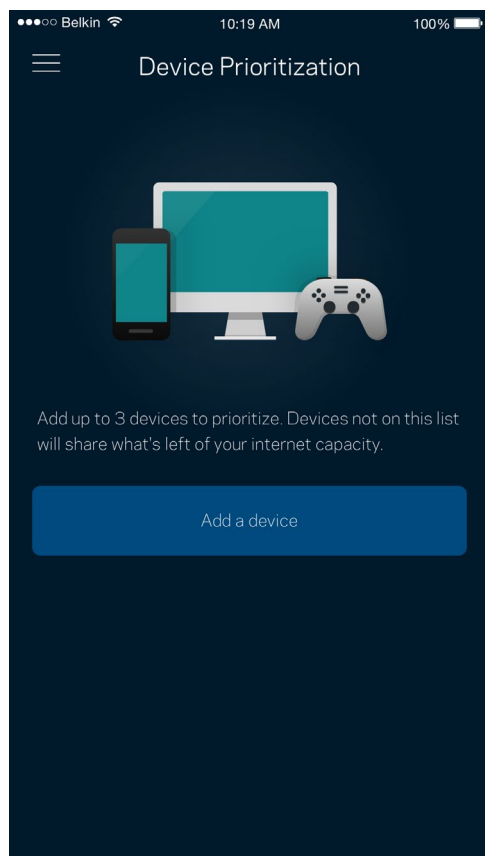 Belkin 10:19 AM 100%
Device Prioritization
Add up to 3 devices to prioritize. Devices not on this list
will share what's left of your internet capacity.
Add a device